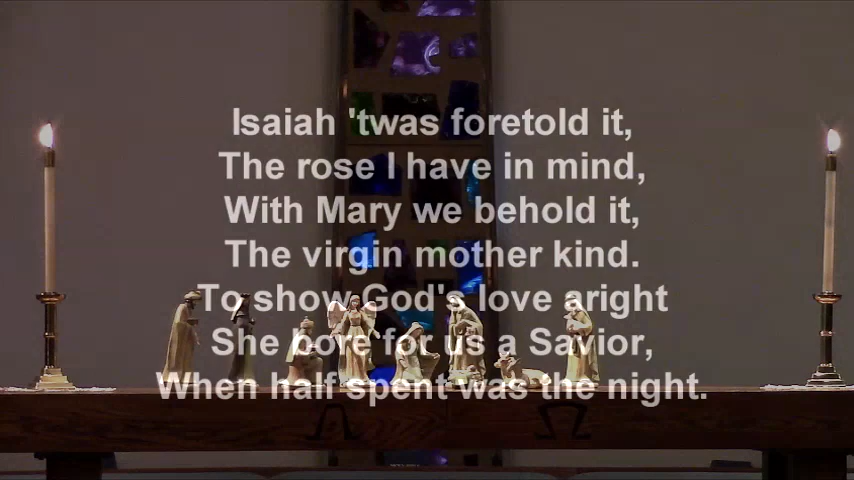 Isaiah 'twas foretold it,
The rose I have in mind,
With Mary we behold it,
The virgin mother kind.
To show God's love aright
She bore for us a Savior,
When half spent was the night.